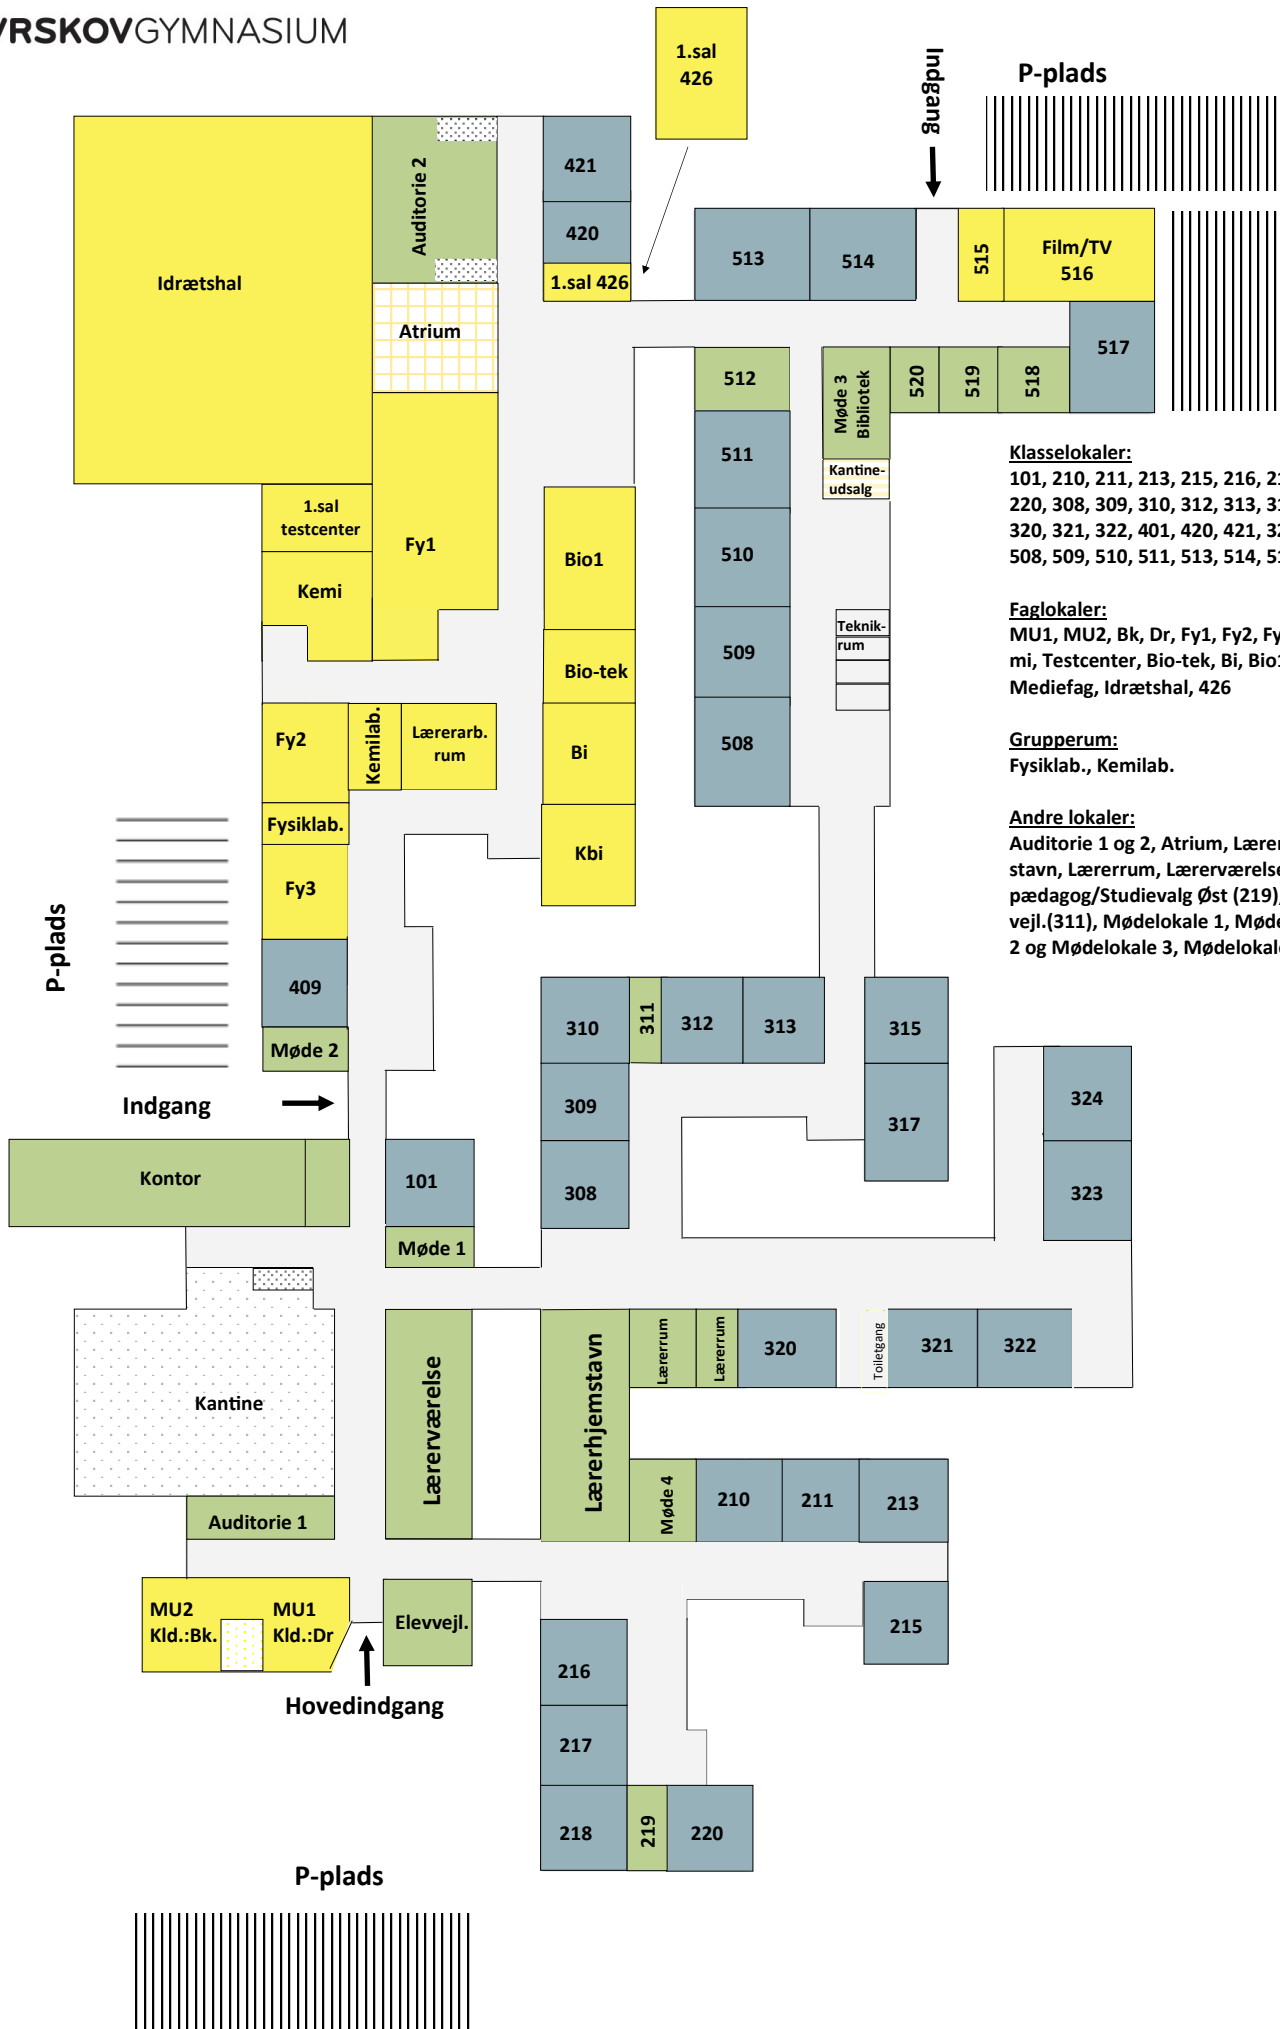 VRSKOVGYMNASIUM
1.sal
426
Indgang
P-plads
Idrætshal
Auditorie 2
421
420
1.sal 426
513
514
515
Film/TV
516
517
Atrium
512
Møde 3
Bibliotek
520
519
518
511
Kantine-
udsalg
1.sal
testcenter
Fy1
Kemi
Bio1
510
Bio-tek
509
Teknik-
rum
Fy2
Kemilab.
Lærerarb.
rum
Bi
508
Fysiklab.
Kbi
Fy3
P-plads
409
Møde 2
Indgang
Klasselokaler:
101, 210, 211, 213, 215, 216, 21
220, 308, 309, 310, 312, 313, 31
320, 321, 322, 401, 420, 421, 32
508, 509, 510, 511, 513, 514, 51
Faglokaler:
MU1, MU2, Bk, Dr, Fy1, Fy2, Fy
mi, Testcenter, Bio-tek, Bi, Bio1
Mediefag, Idrætshal, 426
Grupperum:
Fysiklab., Kemilab.
Andre lokaler:
Auditorie 1 og 2, Atrium, Lærer
stavn, Lærerrum, Lærerværelse
pædagog/Studievalg Øst (219),
vejl.(311), Mødelokale 1, Møde
2 og Mødelokale 3, Mødelokale
310
311
312
313
315
309
317
324
308
323
Kontor
101
Møde 1
Kantine
Lærerværelse
Lærerhjemstavn
Lærerrum
Lærerrum
320
Toiletgang
321
322
Auditorie 1
Møde 4
210
211
213
MU2
Kld.:Bk.
MU1
Kld.:Dr
Elevvejl.
215
Hovedindgang
216
217
218
219
220
P-plads